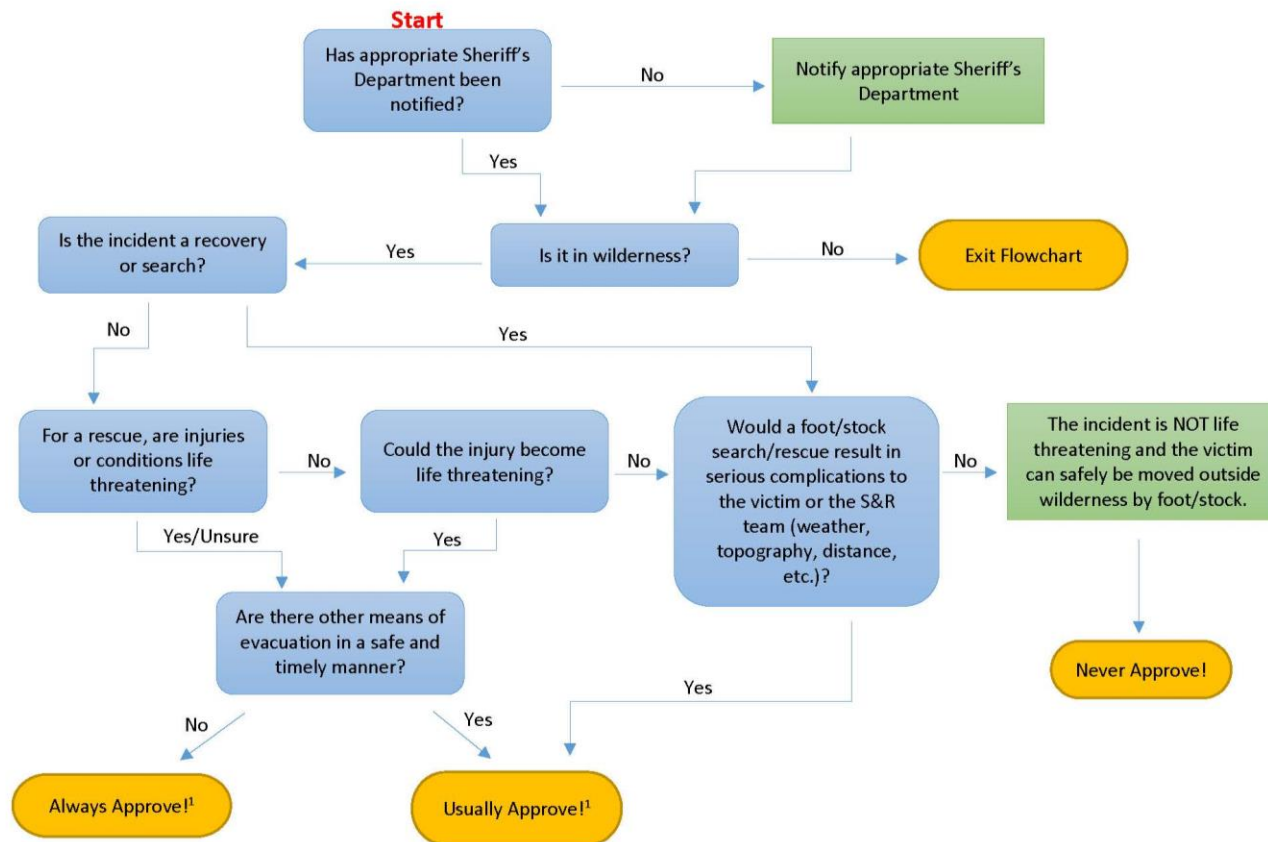 Start
Has appropriate Sheriff's
Department been
notified?
No
Notify appropriate Sheriff's
Department
Yes
Is the incident a recovery
or search?
Yes
Is it in wilderness?
No
Exit Flowchart
No
Yes
For a rescue, are injuries
or conditions life
threatening?
No
Could the injury become
life threatening?
No
Would a foot/stock
search/rescue result in
serious complications to
the victim or the S&R
team (weather,
topography, distance,
etc.)?
No
The incident is NOT life
threatening and the victim
can safely be moved outside
wilderness by foot/stock.
Yes/Unsure
Yes
Are there other means of
evacuation in a safe and
timely manner?
Yes
Never Approve!
No
Yes
Always Approve!¹
Usually Approve!¹